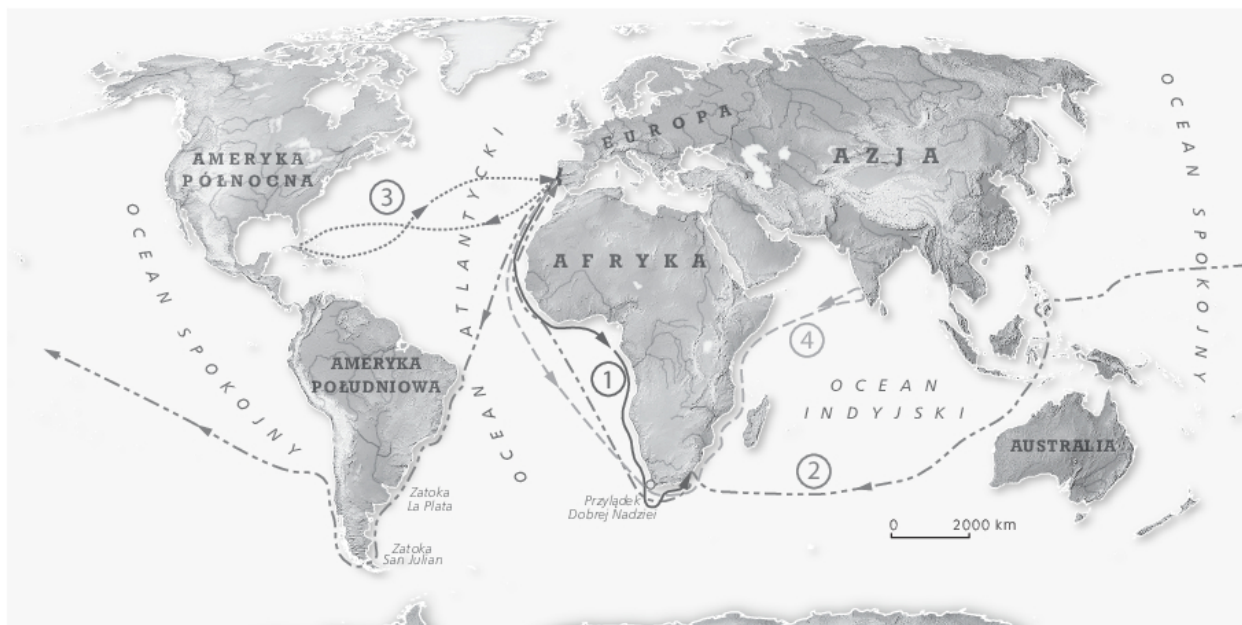 AMERYKA
PÓŁNOCNA
EUROPA
AZJA
OCEAN SPOKOJNY
3
OCEAN ATLANTYCKI
OCEAN SPOKOJNY
AFRYKA
4
AMERYKA
POŁUDNIOWA
1
OCEAN
INDYJSKI
AUSTRALIA
2
Zatoka
La Plata
Przylądek
Dobrej Nadziei
0 2000 km
Zatoka
San Julian